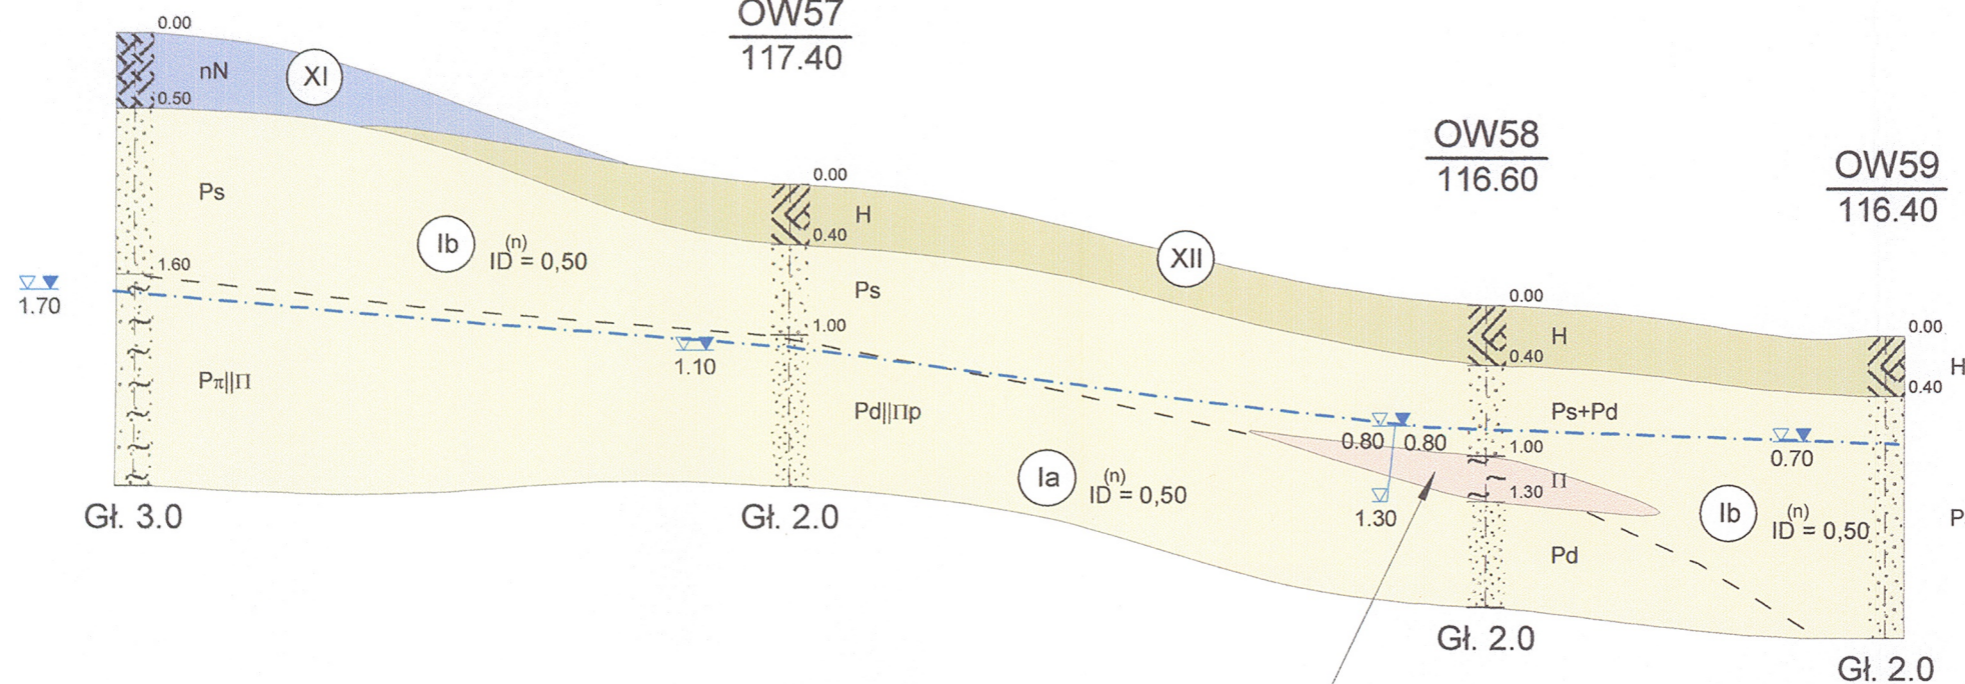 OW57
117.40
OW58
116.60
OW59
116.40
0.00
nN
XI
0.50
Ps
Ib
ID(n) = 0,50
1.60
1.70
Pπ||Π
Gł. 3.0
0.00
H
0.40
Ps
1.00
1.10
Pd||Πp
Gł. 2.0
XII
Ia
ID(n) = 0,50
0.00
H
0.40
Ps+Pd
0.80 0.80
1.00
Π
1.30
1.30
Pd
Gł. 2.0
0.00
H
0.40
0.70
Ib
ID(n) = 0,50
P
Gł. 2.0